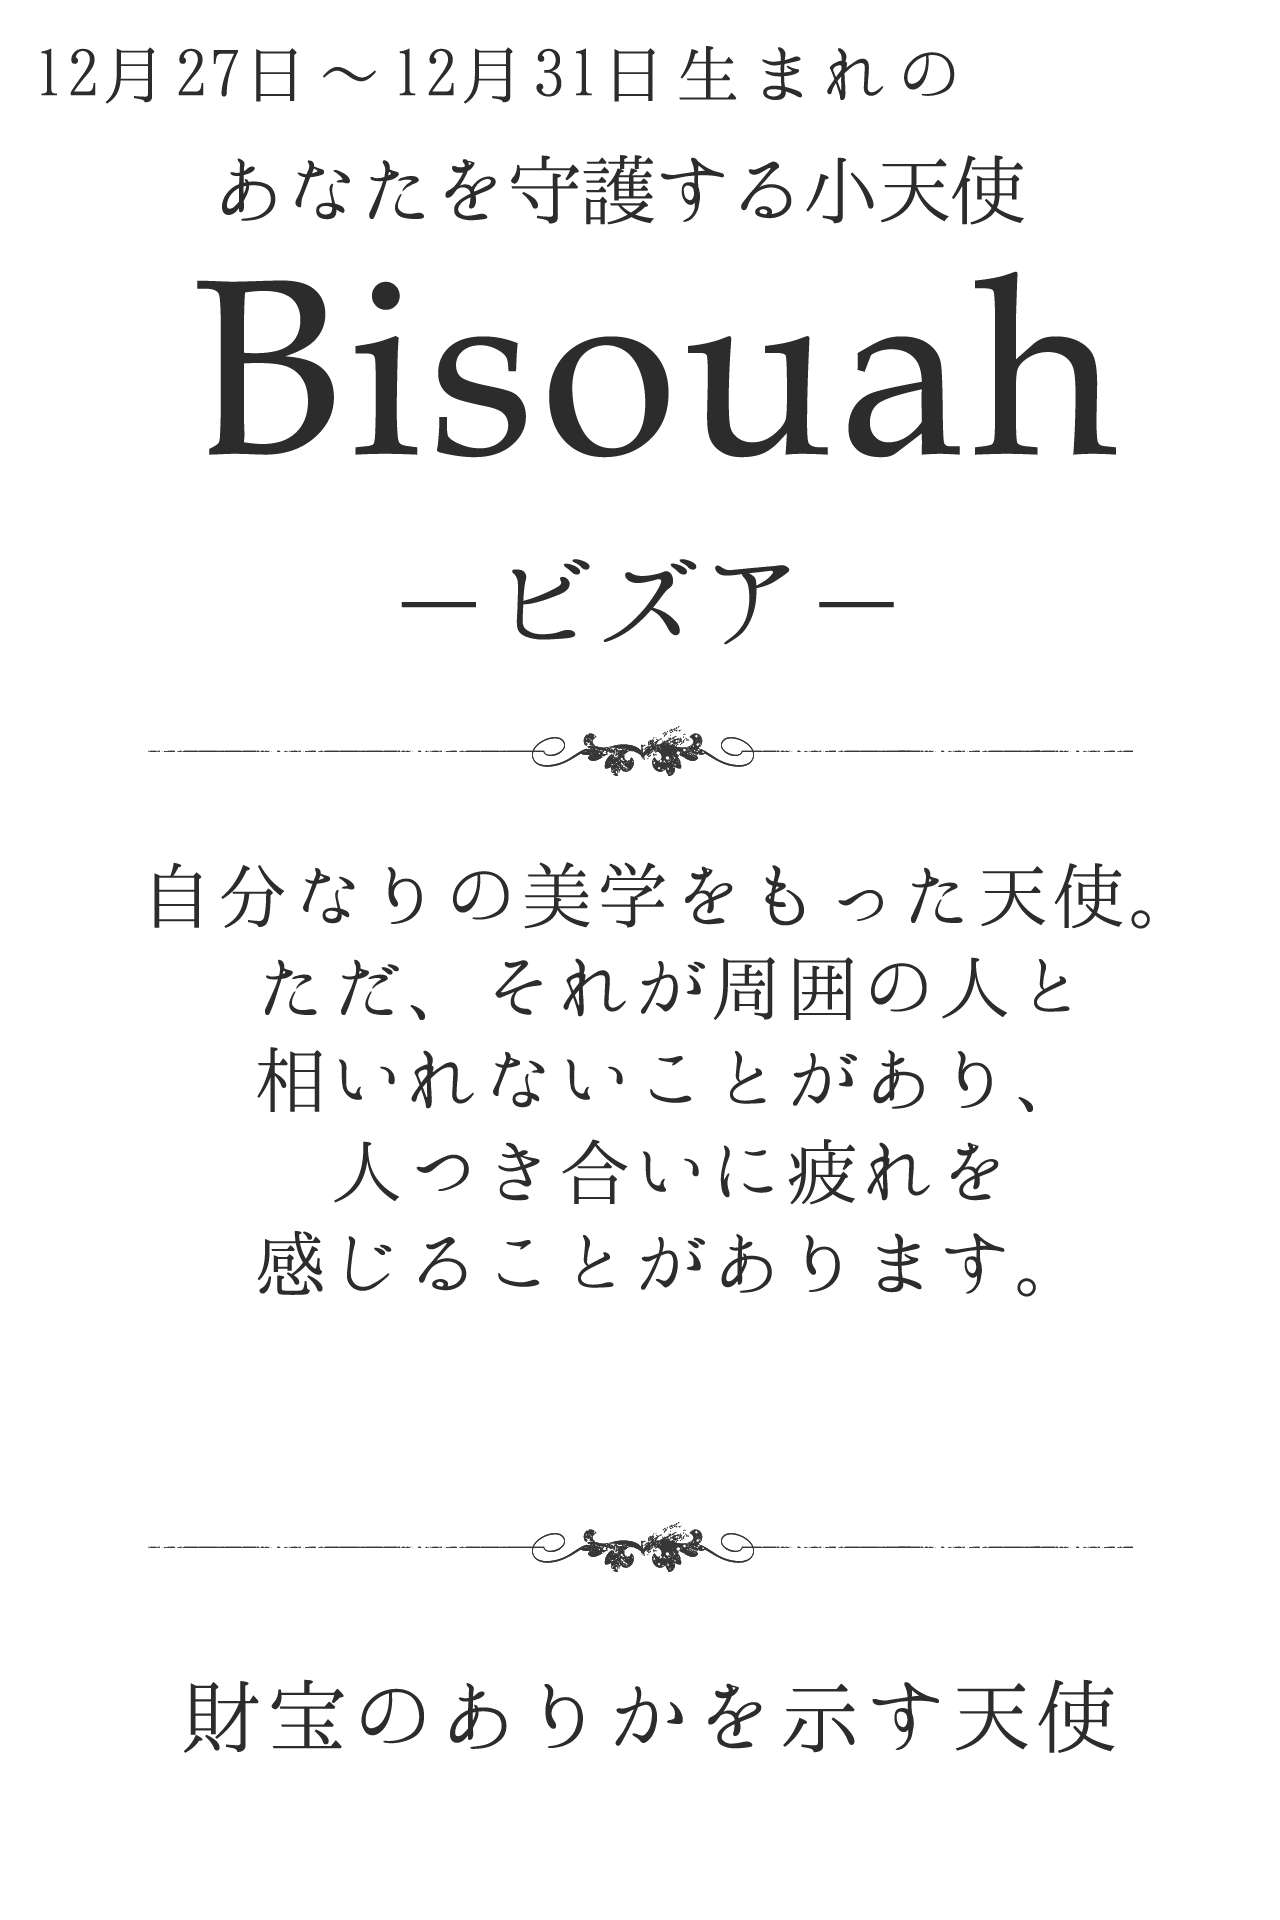 12月27日～12月31日生まれの
あなたを守護する小天使
Bisouah
―ビズア―
自分なりの美学をもった天使。
ただ、それが周囲の人と
相いれないことがあり、
人つき合いに疲れを
感じることがあります。
財宝のありかを示す天使